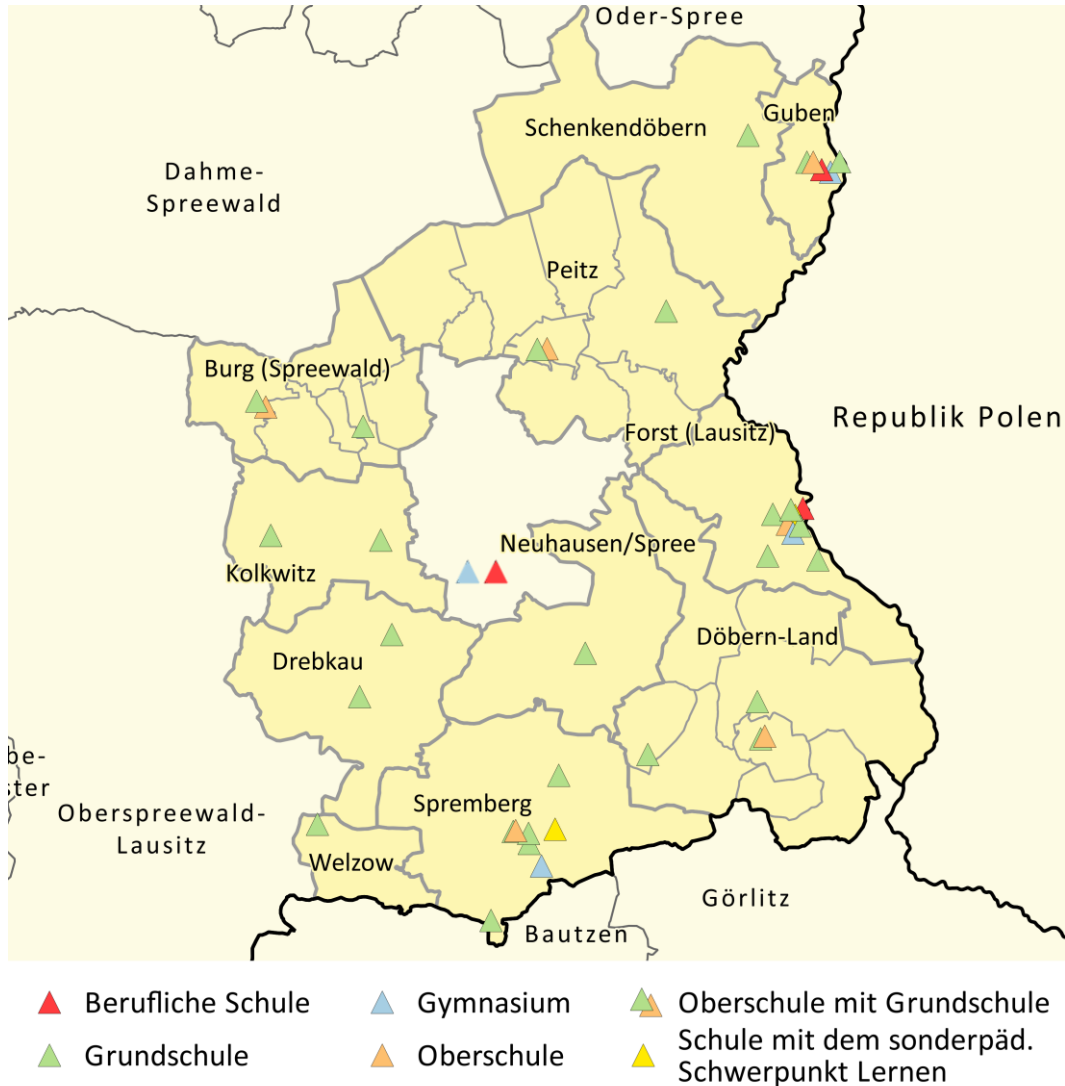 Oder-Spree
Guben
Schenkendöbern
Dahme-
Spreewald
Peitz
Burg (Spreewald)
Republik Polen
Forst (Lausitz)
Neuhausen/Spree
Kolkwitz
Döbern-Land
Drebkau
be-
ster
Spremberg
Oberspreewald-
Lausitz
Welzow
Görlitz
Bautzen
Berufliche Schule
Gymnasium
Oberschule mit Grundschule
Grundschule
Oberschule
Schule mit dem sonderpäd.
Schwerpunkt Lernen